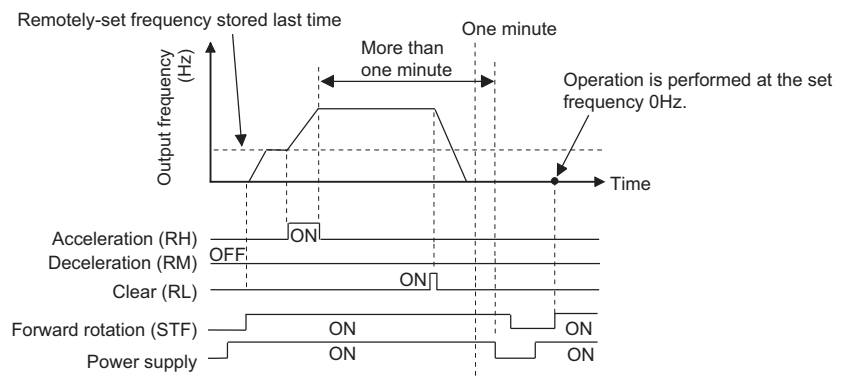 Remotely-set frequency stored last time
One minute
More than
one minute
Operation is performed at the set
frequency 0Hz.
Output frequency
(Hz)
Time
Acceleration (RH)
ON
Deceleration (RM)
OFF
Clear (RL)
ON
Forward rotation (STF)
ON
ON
Power supply
ON
ON